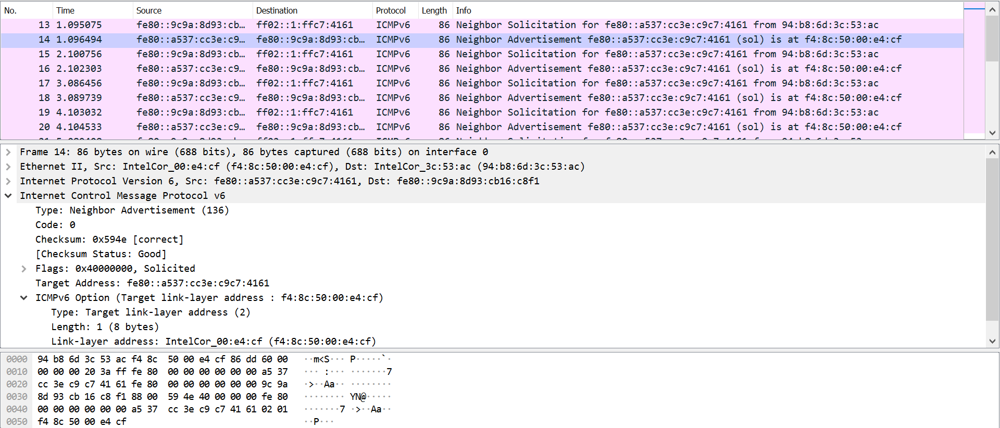 No. Time Source Destination Protocol Length Info
13 1.095075 fe80::9c9a:8d93:cb… ff02::1:ffc7:4161 ICMPv6 86 Neighbor Solicitation for fe80::a537:cc3e:c9c7:4161 from 94:b8:6d:3c:53:ac
14 1.096494 fe80::a537:cc3e:c9… fe80::9c9a:8d93:cb… ICMPv6 86 Neighbor Advertisement fe80::a537:cc3e:c9c7:4161 (sol) is at f4:8c:50:00:e4:cf
15 2.100756 fe80::9c9a:8d93:cb… ff02::1:ffc7:4161 ICMPv6 86 Neighbor Solicitation for fe80::a537:cc3e:c9c7:4161 from 94:b8:6d:3c:53:ac
16 2.102303 fe80::a537:cc3e:c9… fe80::9c9a:8d93:cb… ICMPv6 86 Neighbor Advertisement fe80::a537:cc3e:c9c7:4161 (sol) is at f4:8c:50:00:e4:cf
17 3.086456 fe80::9c9a:8d93:cb… ff02::1:ffc7:4161 ICMPv6 86 Neighbor Solicitation for fe80::a537:cc3e:c9c7:4161 from 94:b8:6d:3c:53:ac
18 3.089739 fe80::a537:cc3e:c9… fe80::9c9a:8d93:cb… ICMPv6 86 Neighbor Advertisement fe80::a537:cc3e:c9c7:4161 (sol) is at f4:8c:50:00:e4:cf
19 4.103032 fe80::9c9a:8d93:cb… ff02::1:ffc7:4161 ICMPv6 86 Neighbor Solicitation for fe80::a537:cc3e:c9c7:4161 from 94:b8:6d:3c:53:ac
20 4.104533 fe80::a537:cc3e:c9… fe80::9c9a:8d93:cb… ICMPv6 86 Neighbor Advertisement fe80::a537:cc3e:c9c7:4161 (sol) is at f4:8c:50:00:e4:cf
Frame 14: 86 bytes on wire (688 bits), 86 bytes captured (688 bits) on interface 0
Ethernet II, Src: IntelCor_00:e4:cf (f4:8c:50:00:e4:cf), Dst: IntelCor_3c:53:ac (94:b8:6d:3c:53:ac)
Internet Protocol Version 6, Src: fe80::a537:cc3e:c9c7:4161, Dst: fe80::9c9a:8d93:cb16:c8f1
Internet Control Message Protocol v6
Type: Neighbor Advertisement (136)
Code: 0
Checksum: 0x594e [correct]
[Checksum Status: Good]
Flags: 0x40000000, Solicited
Target Address: fe80::a537:cc3e:c9c7:4161
ICMPv6 Option (Target link-layer address : f4:8c:50:00:e4:cf)
Type: Target link-layer address (2)
Length: 1 (8 bytes)
Link-layer address: IntelCor_00:e4:cf (f4:8c:50:00:e4:cf)
0000 94 b8 6d 3c 53 ac f4 8c 50 00 e4 cf 86 dd 60 00 ··m<S··· P·····`·
0010 00 00 00 20 3a ff fe 80 00 00 00 00 00 00 a5 37 ··· :··· ·······7
0020 cc 3e c9 c7 41 61 fe 80 00 00 00 00 00 00 9c 9a ·>··Aa·· ········
0030 8d 93 cb 16 c8 f1 88 00 59 4e 40 00 00 00 fe 80 ········ YN@·····
0040 00 00 00 00 00 00 a5 37 cc 3e c9 c7 41 61 02 01 ·······7 ·>··Aa··
0050 f4 8c 50 00 e4 cf ··P···